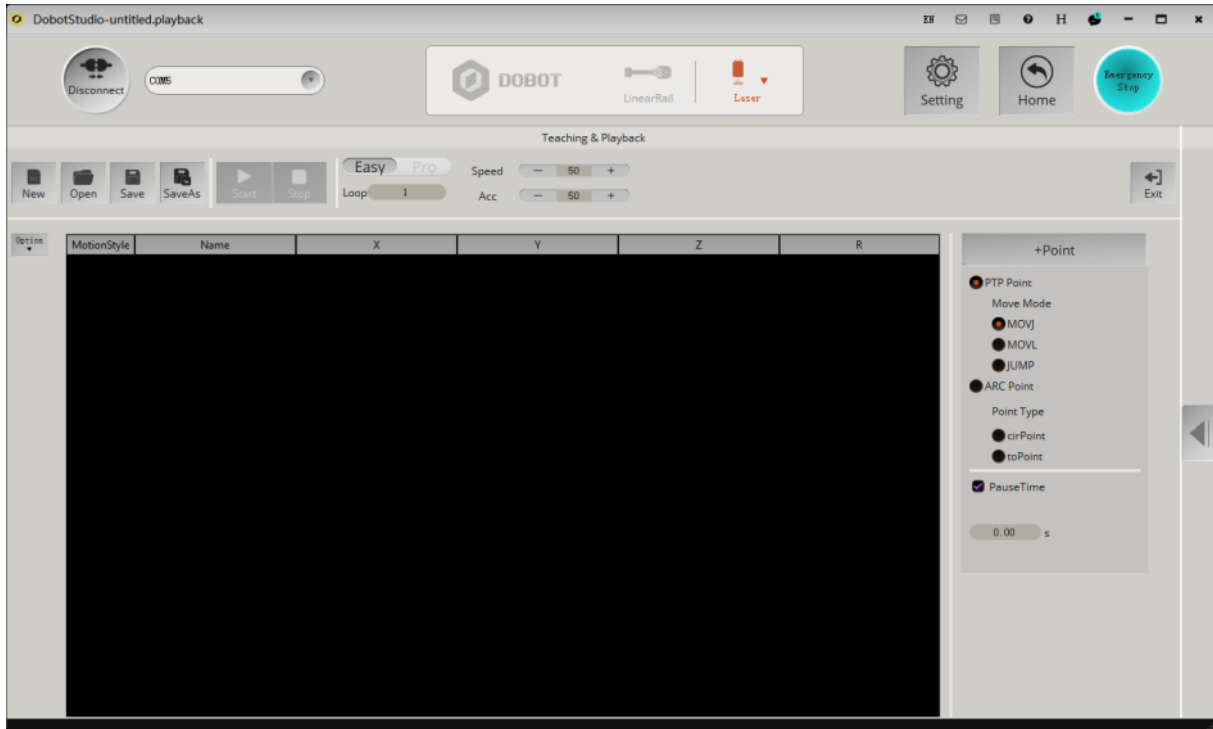 DobotStudio-untitled.playback
EN
H
Disconnect
COM5
DOBOT
LinearRail
Laser
Setting
Home
Emergency
Stop
Teaching & Playback
New
Open
Save
SaveAs
Start
Stop
Easy
Pro
Loop
1
Speed
50
Acc
50
Exit
Option
MotionStyle
Name
X
Y
Z
R
+Point
PTP Point
Move Mode
MOVJ
MOVL
JUMP
ARC Point
Point Type
cirPoint
toPoint
PauseTime
0.00 s